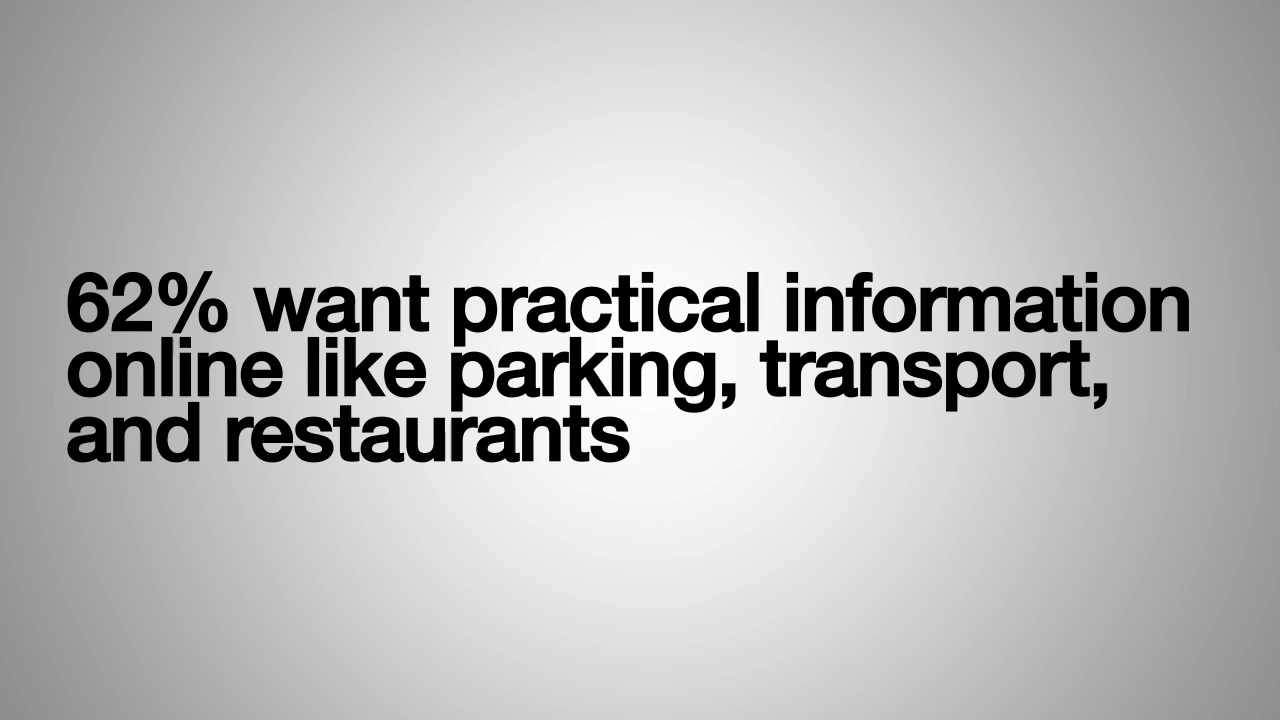 62% want practical information
online like parking, transport,
and restaurants